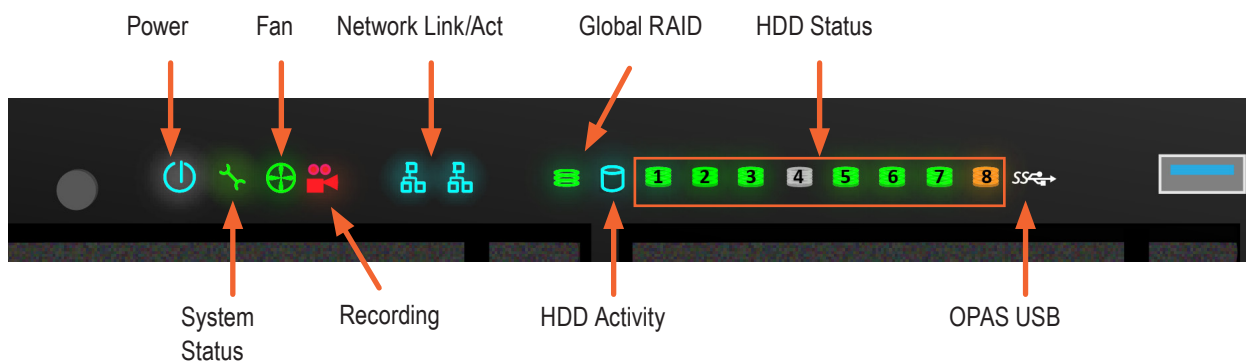 Power
Fan
Network Link/Act
Global RAID
HDD Status
1 2 3 4 5 6 7 8
SS
System
Status
Recording
HDD Activity
OPAS USB